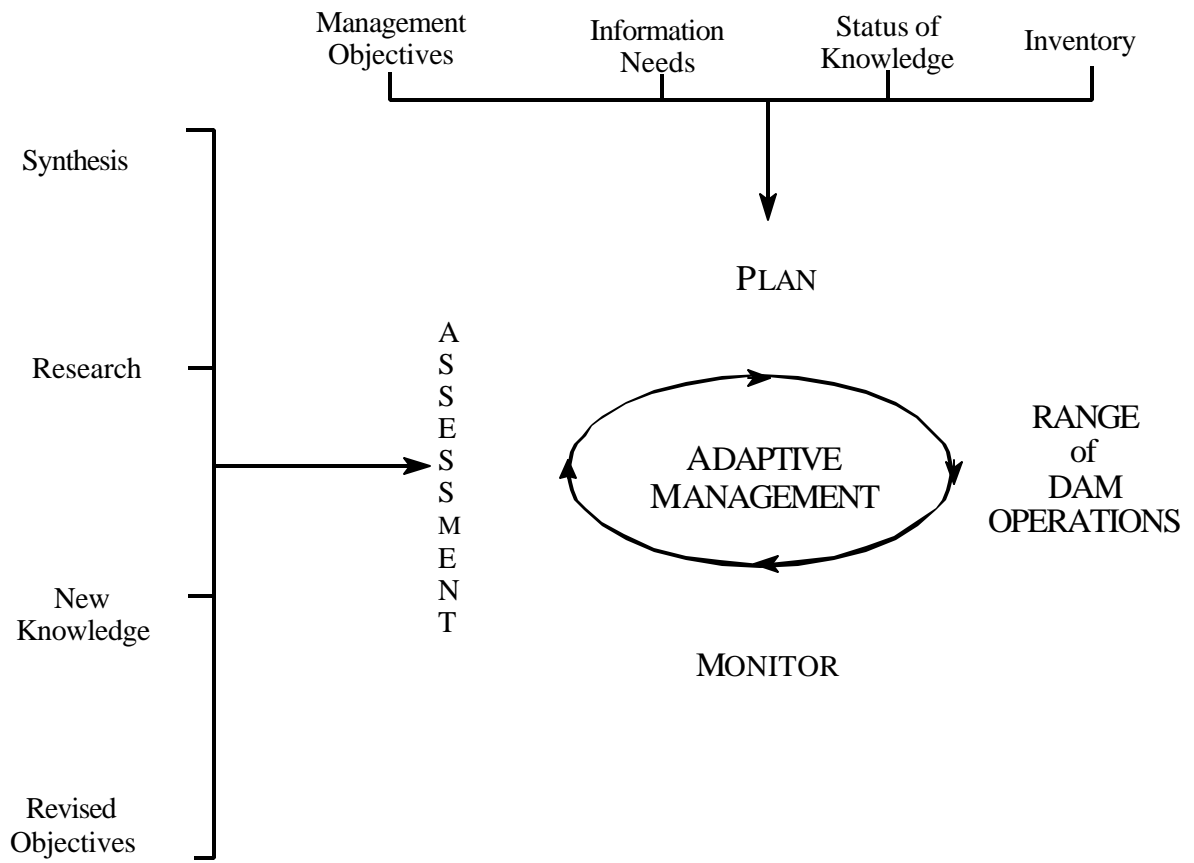 Management
Objectives
Information
Needs
Status of
Knowledge
Inventory
Synthesis
Research
New
Knowledge
Revised
Objectives
ASSESSMENT
PLAN
ADAPTIVE
MANAGEMENT
RANGE
of
DAM
OPERATIONS
MONITOR